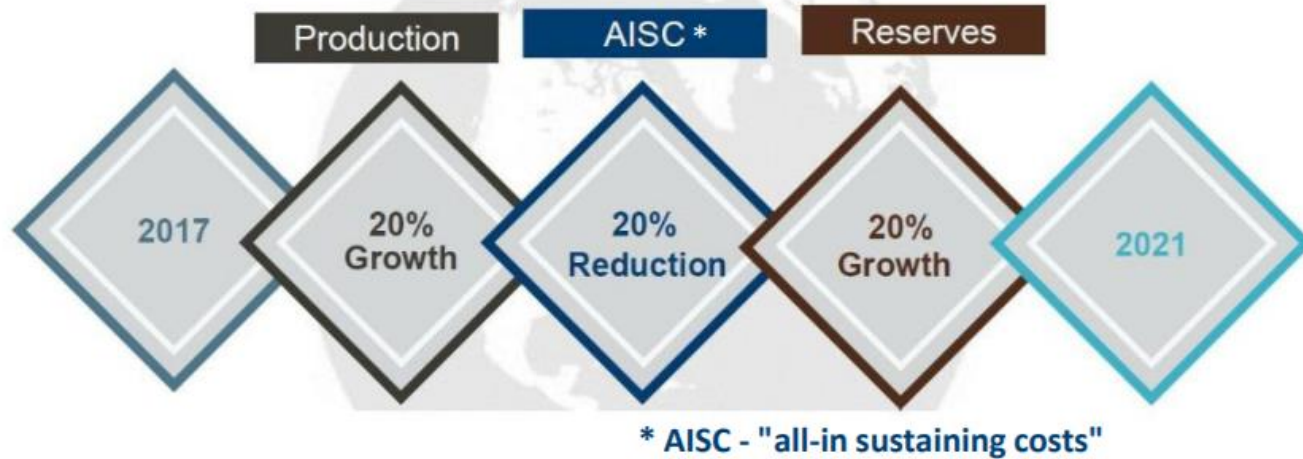 Production
AISC *
Reserves
2017
20%
Growth
20%
Reduction
20%
Growth
2021
* AISC - "all-in sustaining costs"